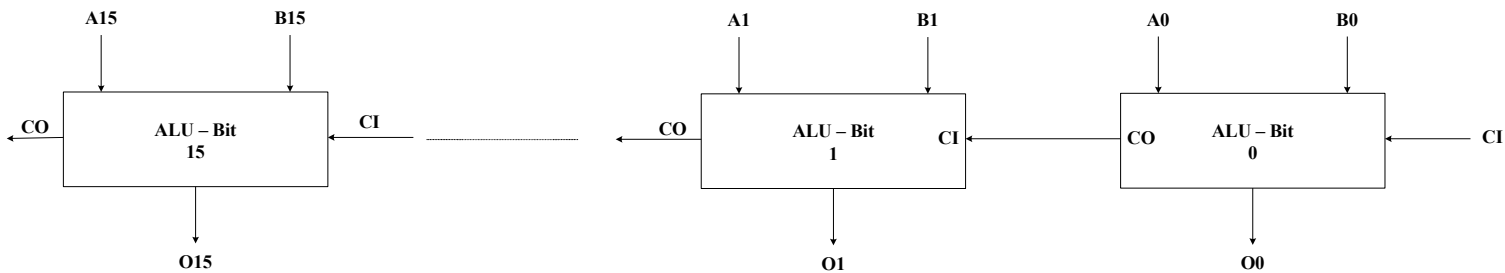 A15 B15 A1 B1 A0 B0
CO ALU – Bit CI CO ALU – Bit CI CO ALU – Bit CI
15 1 0
O15 O1 O0